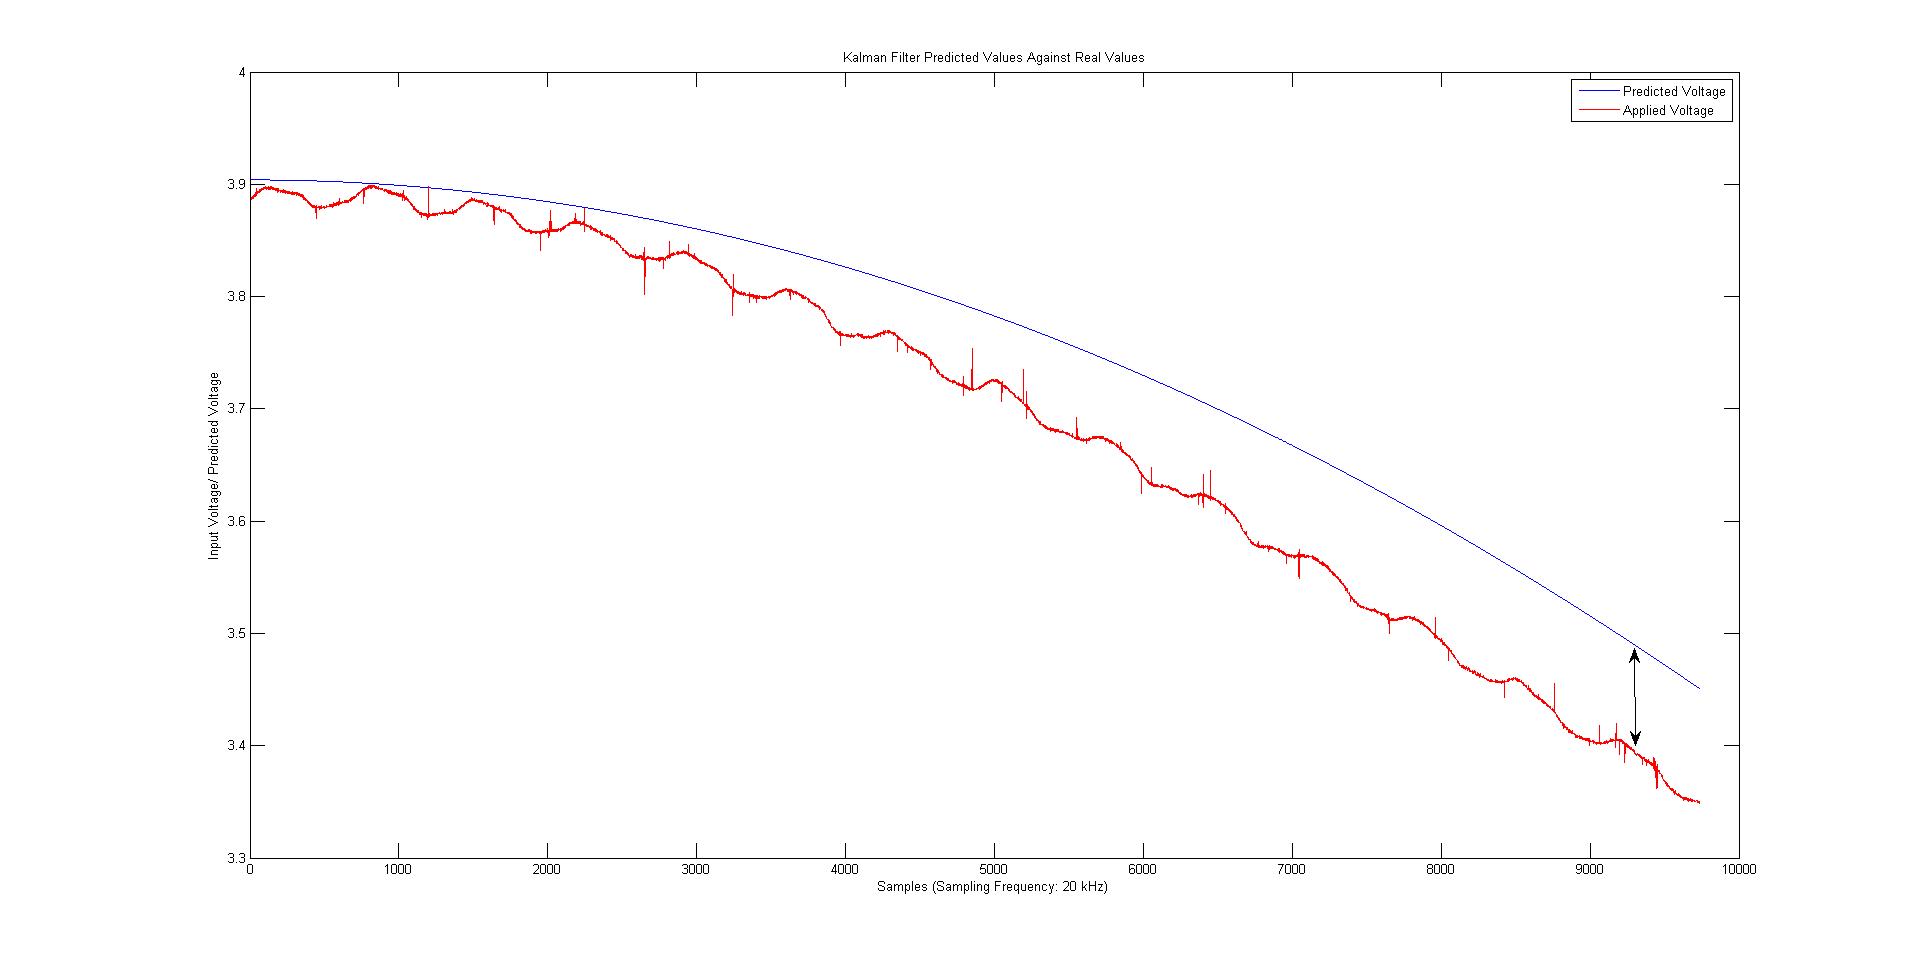 Kalman Filter Predicted Values Against Real Values
Predicted Voltage
Applied Voltage
Input Voltage/ Predicted Voltage
4
3.9
3.8
3.7
3.6
3.5
3.4
3.3
0 1000 2000 3000 4000 5000 6000 7000 8000 9000 10000
Samples (Sampling Frequency: 20 kHz)